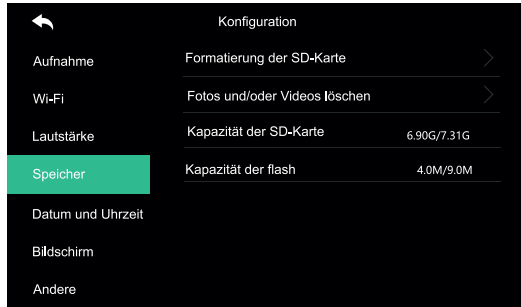 Konfiguration
Aufnahme
Wi-Fi
Lautstärke
Speicher
Datum und Uhrzeit
Bildschirm
Andere
Formatierung der SD-Karte
Fotos und/oder Videos löschen
Kapazität der SD-Karte 6.90G/7.31G
Kapazität der flash 4.0M/9.0M